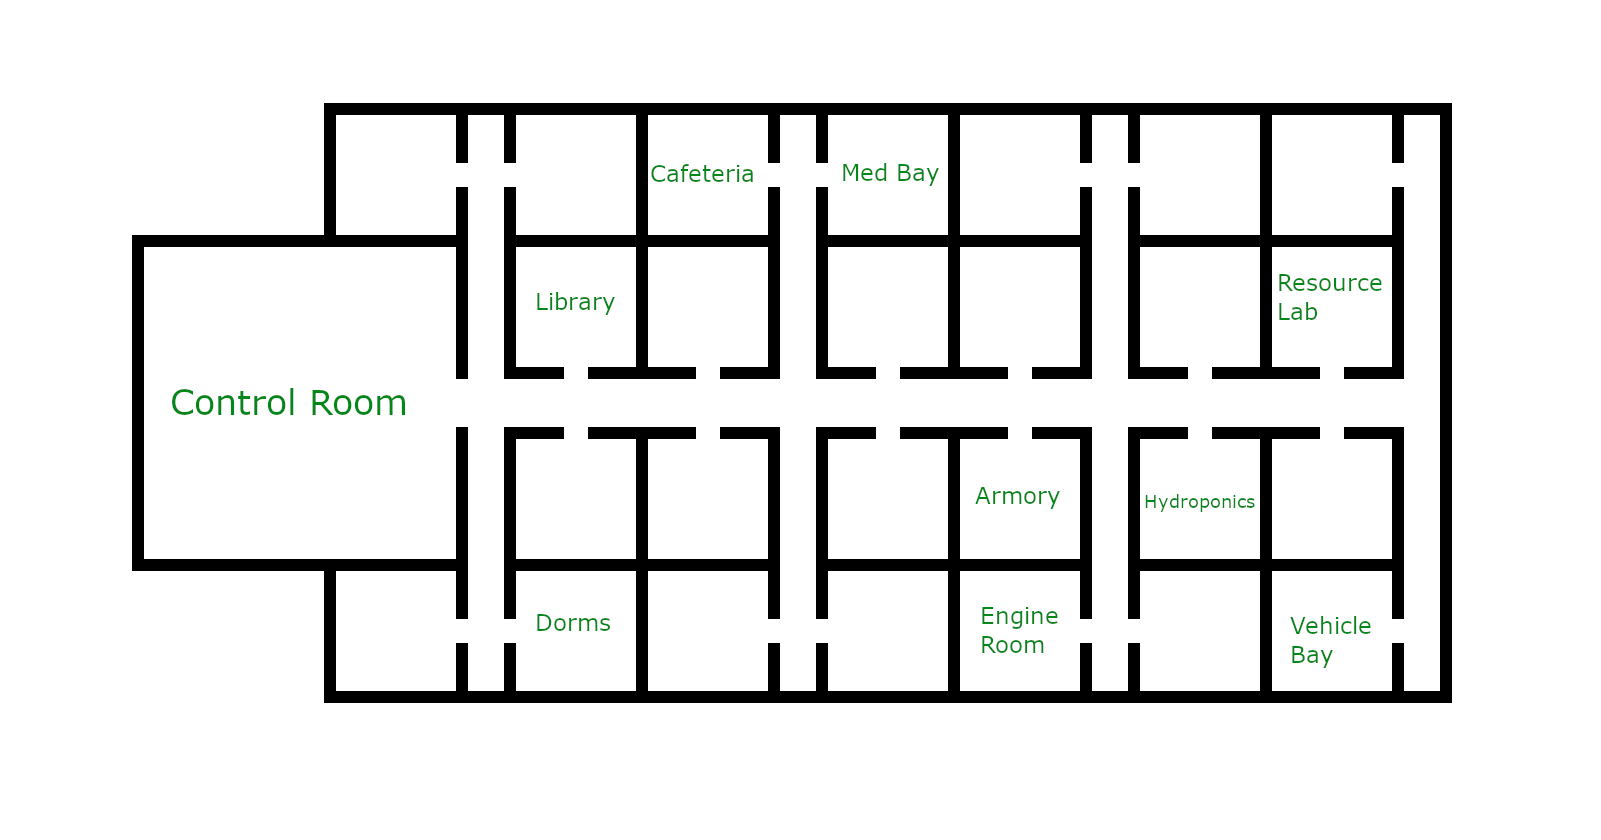 Cafeteria
Med Bay
Library
Resource
Lab
Control Room
Armory
Hydroponics
Dorms
Engine
Room
Vehicle
Bay